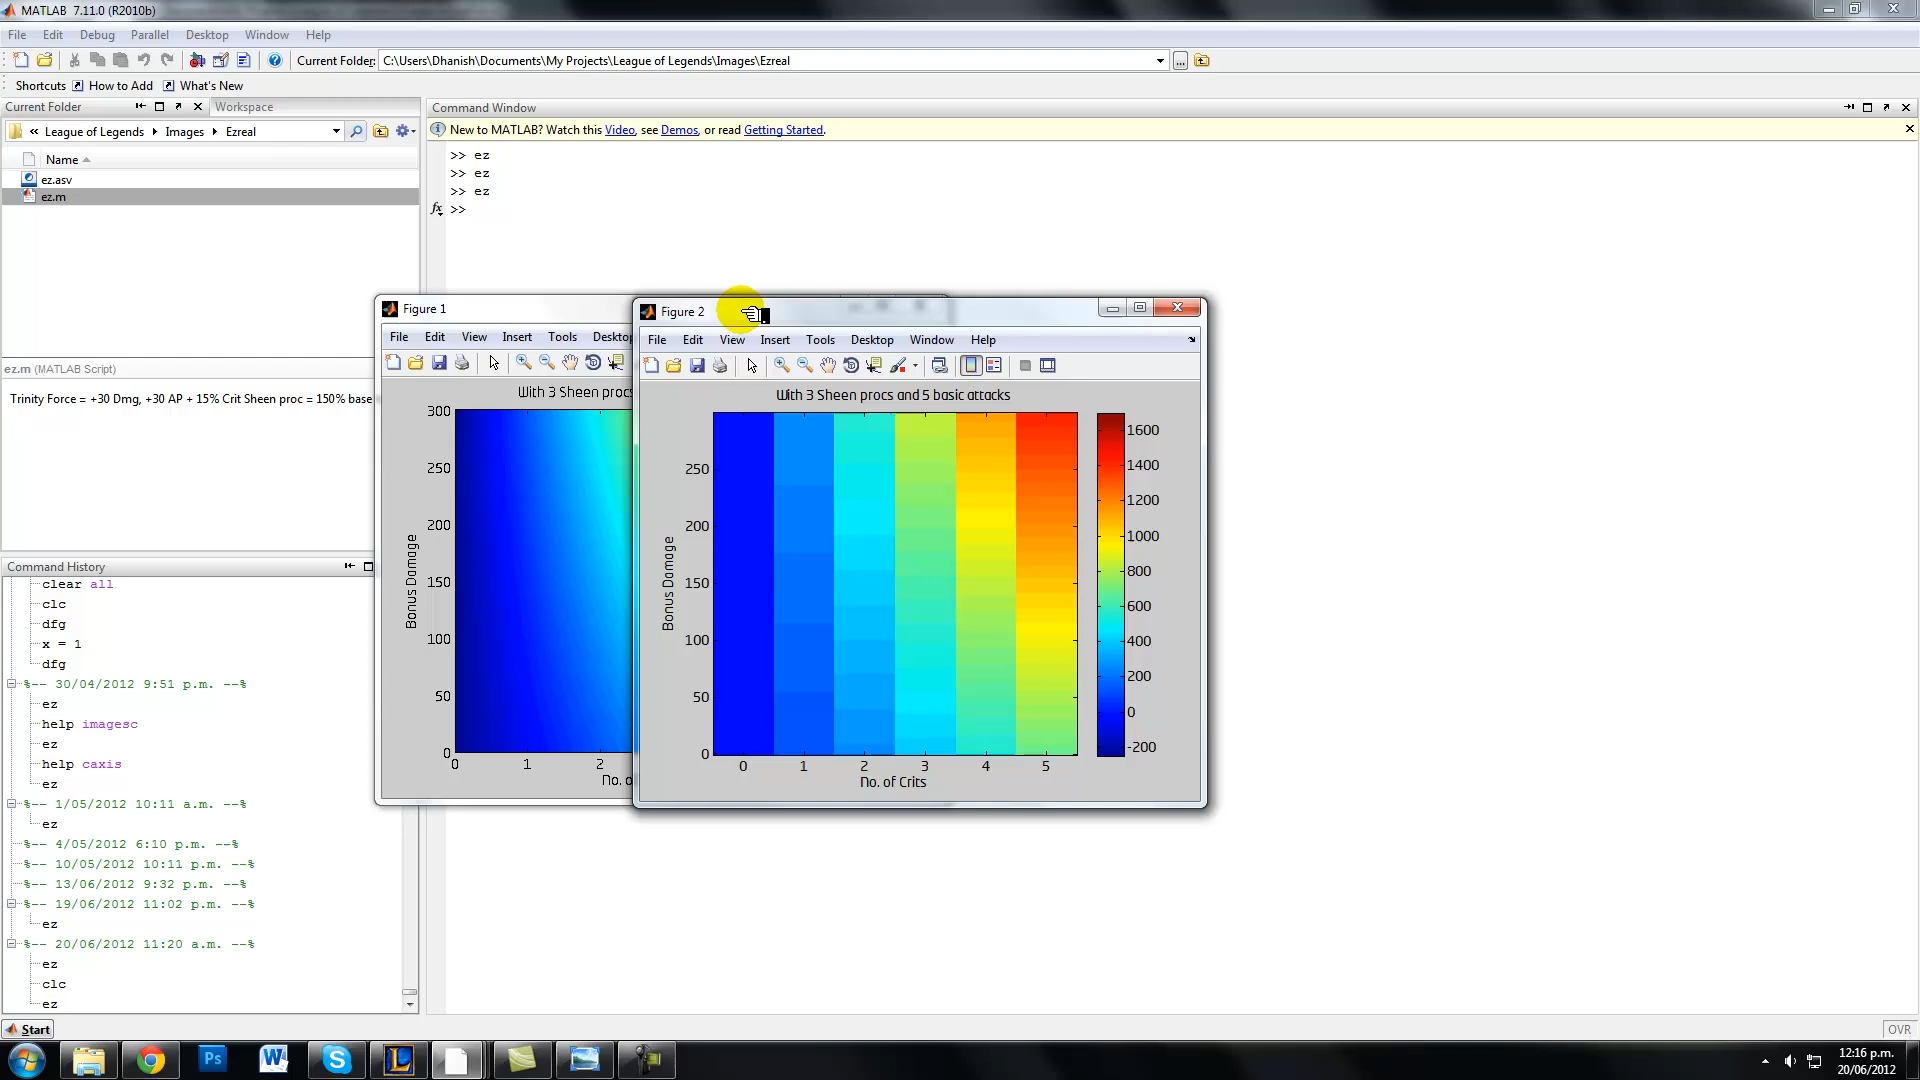 MATLAB 7.11.0 (R2010b)
File Edit Debug Parallel Desktop Window Help
Current Folder: C:\Users\Dhanish\Documents\My Projects\League of Legends\Images\Ezreal
Shortcuts How to Add What's New
Current Folder Workspace
« League of Legends Images Ezreal
Name
ez.asv
ez.m
ez.m (MATLAB Script)
Trinity Force = +30 Dmg, +30 AP + 15% Crit Sheen proc = 150% base
Command History
clear all
clc
dfg
x = 1
dfg
%-- 30/04/2012 9:51 p.m. --%
ez
help imagesc
ez
help caxis
ez
%-- 1/05/2012 10:11 a.m. --%
ez
%-- 4/05/2012 6:10 p.m. --%
%-- 10/05/2012 10:11 p.m. --%
%-- 13/06/2012 9:32 p.m. --%
%-- 19/06/2012 11:02 p.m. --%
ez
%-- 20/06/2012 11:20 a.m. --%
ez
clc
ez
Command Window
New to MATLAB? Watch this Video, see Demos, or read Getting Started.
>> ez
>> ez
>> ez
fx >>
Figure 1
File Edit View Insert Tools Deskto
With 3 Sheen procs
300
250
200
150
100
50
0
Bonus Damage
0 1 2
No. o
Figure 2
File Edit View Insert Tools Desktop Window Help
With 3 Sheen procs and 5 basic attacks
250
200
150
100
50
0
Bonus Damage
0 1 2 3 4 5
No. of Crits
1600
1400
1200
1000
800
600
400
200
0
-200
Start
OVR
Ps W S L
12:16 p.m.
20/06/2012